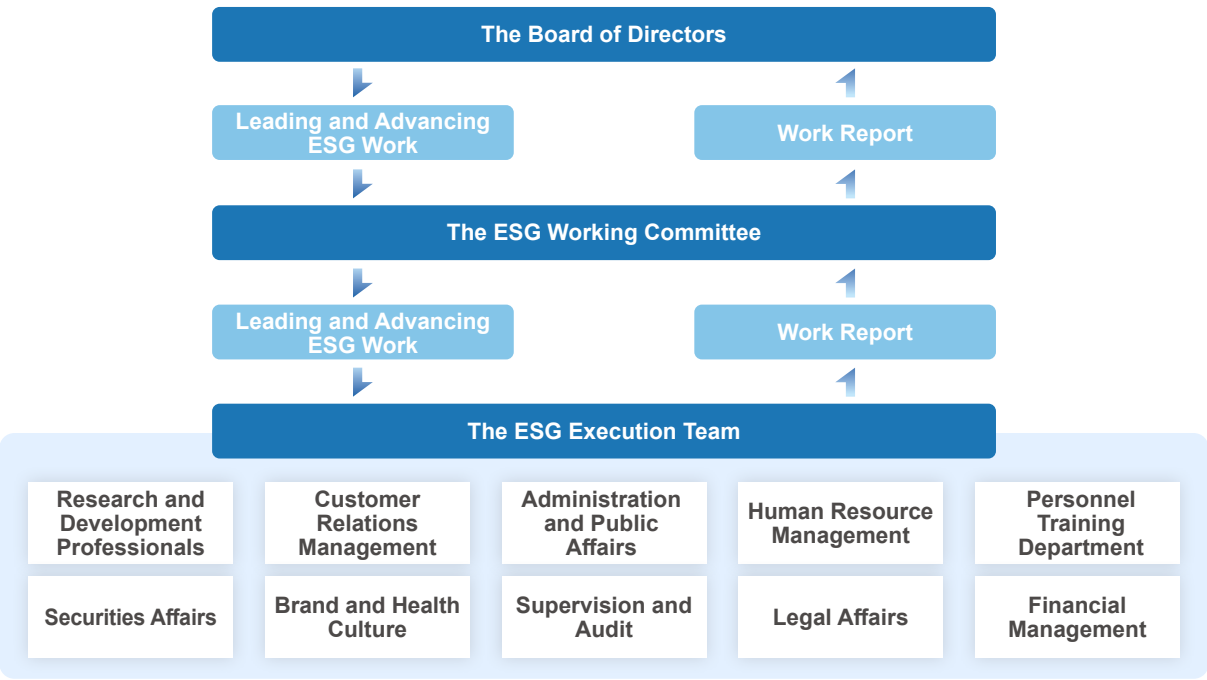 The Board of Directors
Leading and Advancing
ESG Work
Work Report
The ESG Working Committee
Leading and Advancing
ESG Work
Work Report
The ESG Execution Team
Research and
Development
Professionals
Customer
Relations
Management
Administration
and Public
Affairs
Human Resource
Management
Personnel
Training
Department
Securities Affairs
Brand and Health
Culture
Supervision and
Audit
Legal Affairs
Financial
Management